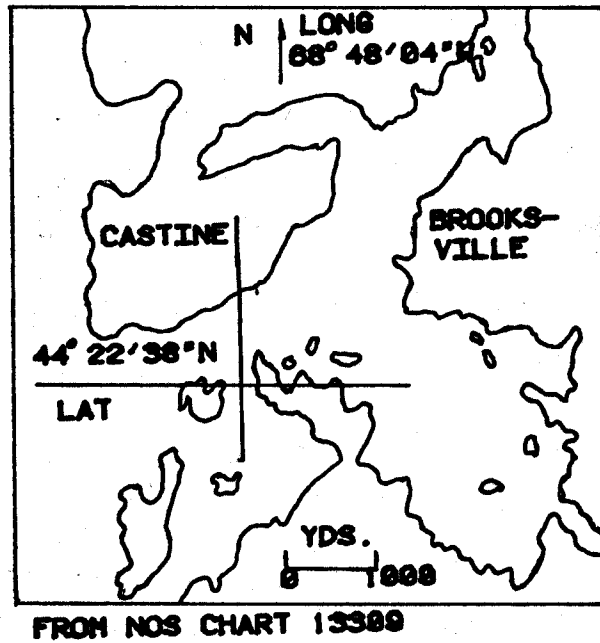 N LONG
68° 48'04"W
CASTINE
BROOKS-
VILLE
44° 22'38"N
LAT
YDS.
0 1000
FROM NOS CHART 13309